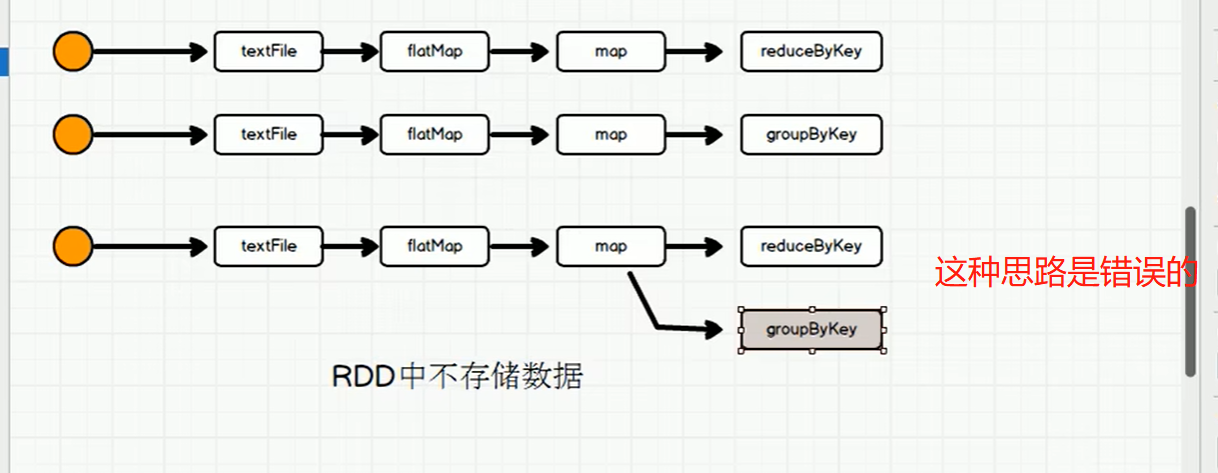 textFile flatMap map reduceByKey
textFile flatMap map groupByKey
textFile flatMap map reduceByKey
这种思路是错误的
groupByKey
RDD中不存储数据